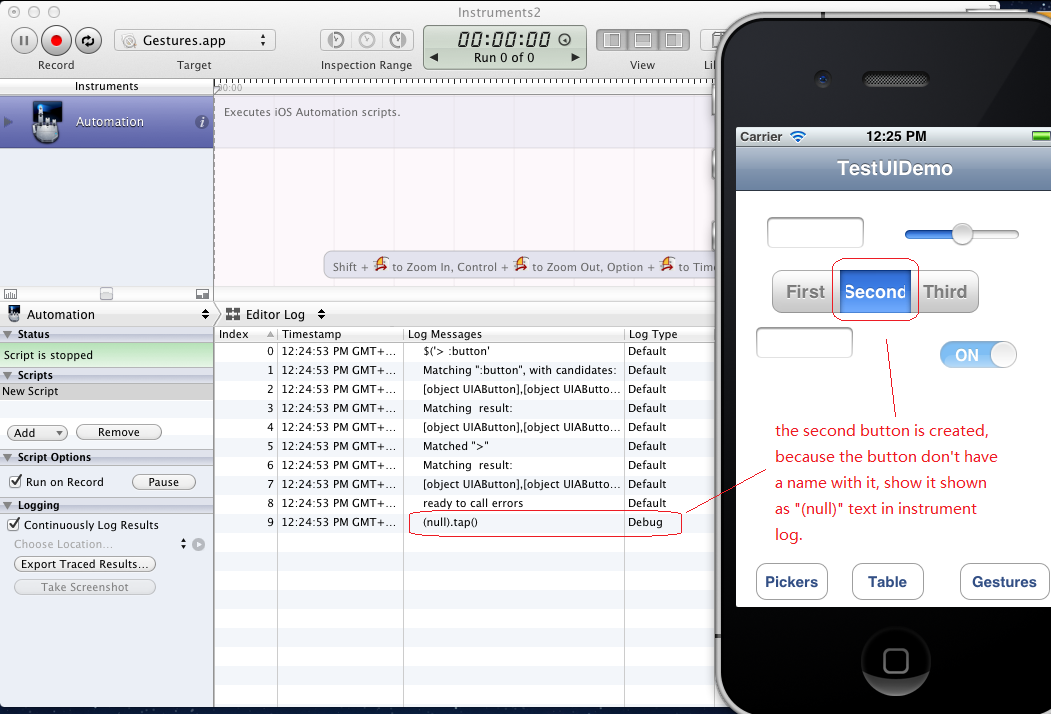 Instruments2
Gestures.app
00:00:00
Run 0 of 0
Record
Target
Inspection Range
View
Instruments
00:00
Automation
Executes iOS Automation scripts.
Shift + to Zoom In, Control + to Zoom Out, Option + to Time
Automation
Editor Log
Status
Script is stopped
Scripts
New Script
Add
Remove
Script Options
Run on Record
Pause
Logging
Continuously Log Results
Choose Location...
Export Traced Results...
Take Screenshot
Index Timestamp Log Messages Log Type
0 12:24:53 PM GMT+... $('> :button' Default
1 12:24:53 PM GMT+... Matching ":button", with candidates: Default
2 12:24:53 PM GMT+... [object UIAButton],[object UIAButto... Default
3 12:24:53 PM GMT+... Matching result: Default
4 12:24:53 PM GMT+... [object UIAButton],[object UIAButto... Default
5 12:24:53 PM GMT+... Matched ">" Default
6 12:24:53 PM GMT+... Matching result: Default
7 12:24:53 PM GMT+... [object UIAButton],[object UIAButto... Default
8 12:24:53 PM GMT+... ready to call errors Default
9 12:24:53 PM GMT+... (null).tap() Debug
Carrier 12:25 PM
TestUIDemo
First Second Third
ON
the second button is created,
because the button don't have
a name with it, show it shown
as "(null)" text in instrument
log.
Pickers Table Gestures